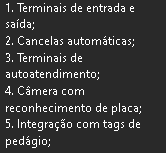 1. Terminais de entrada e
saída;
2. Cancelas automáticas;
3. Terminais de
autoatendimento;
4. Câmera com
reconhecimento de placa;
5. Integração com tags de
pedágio;